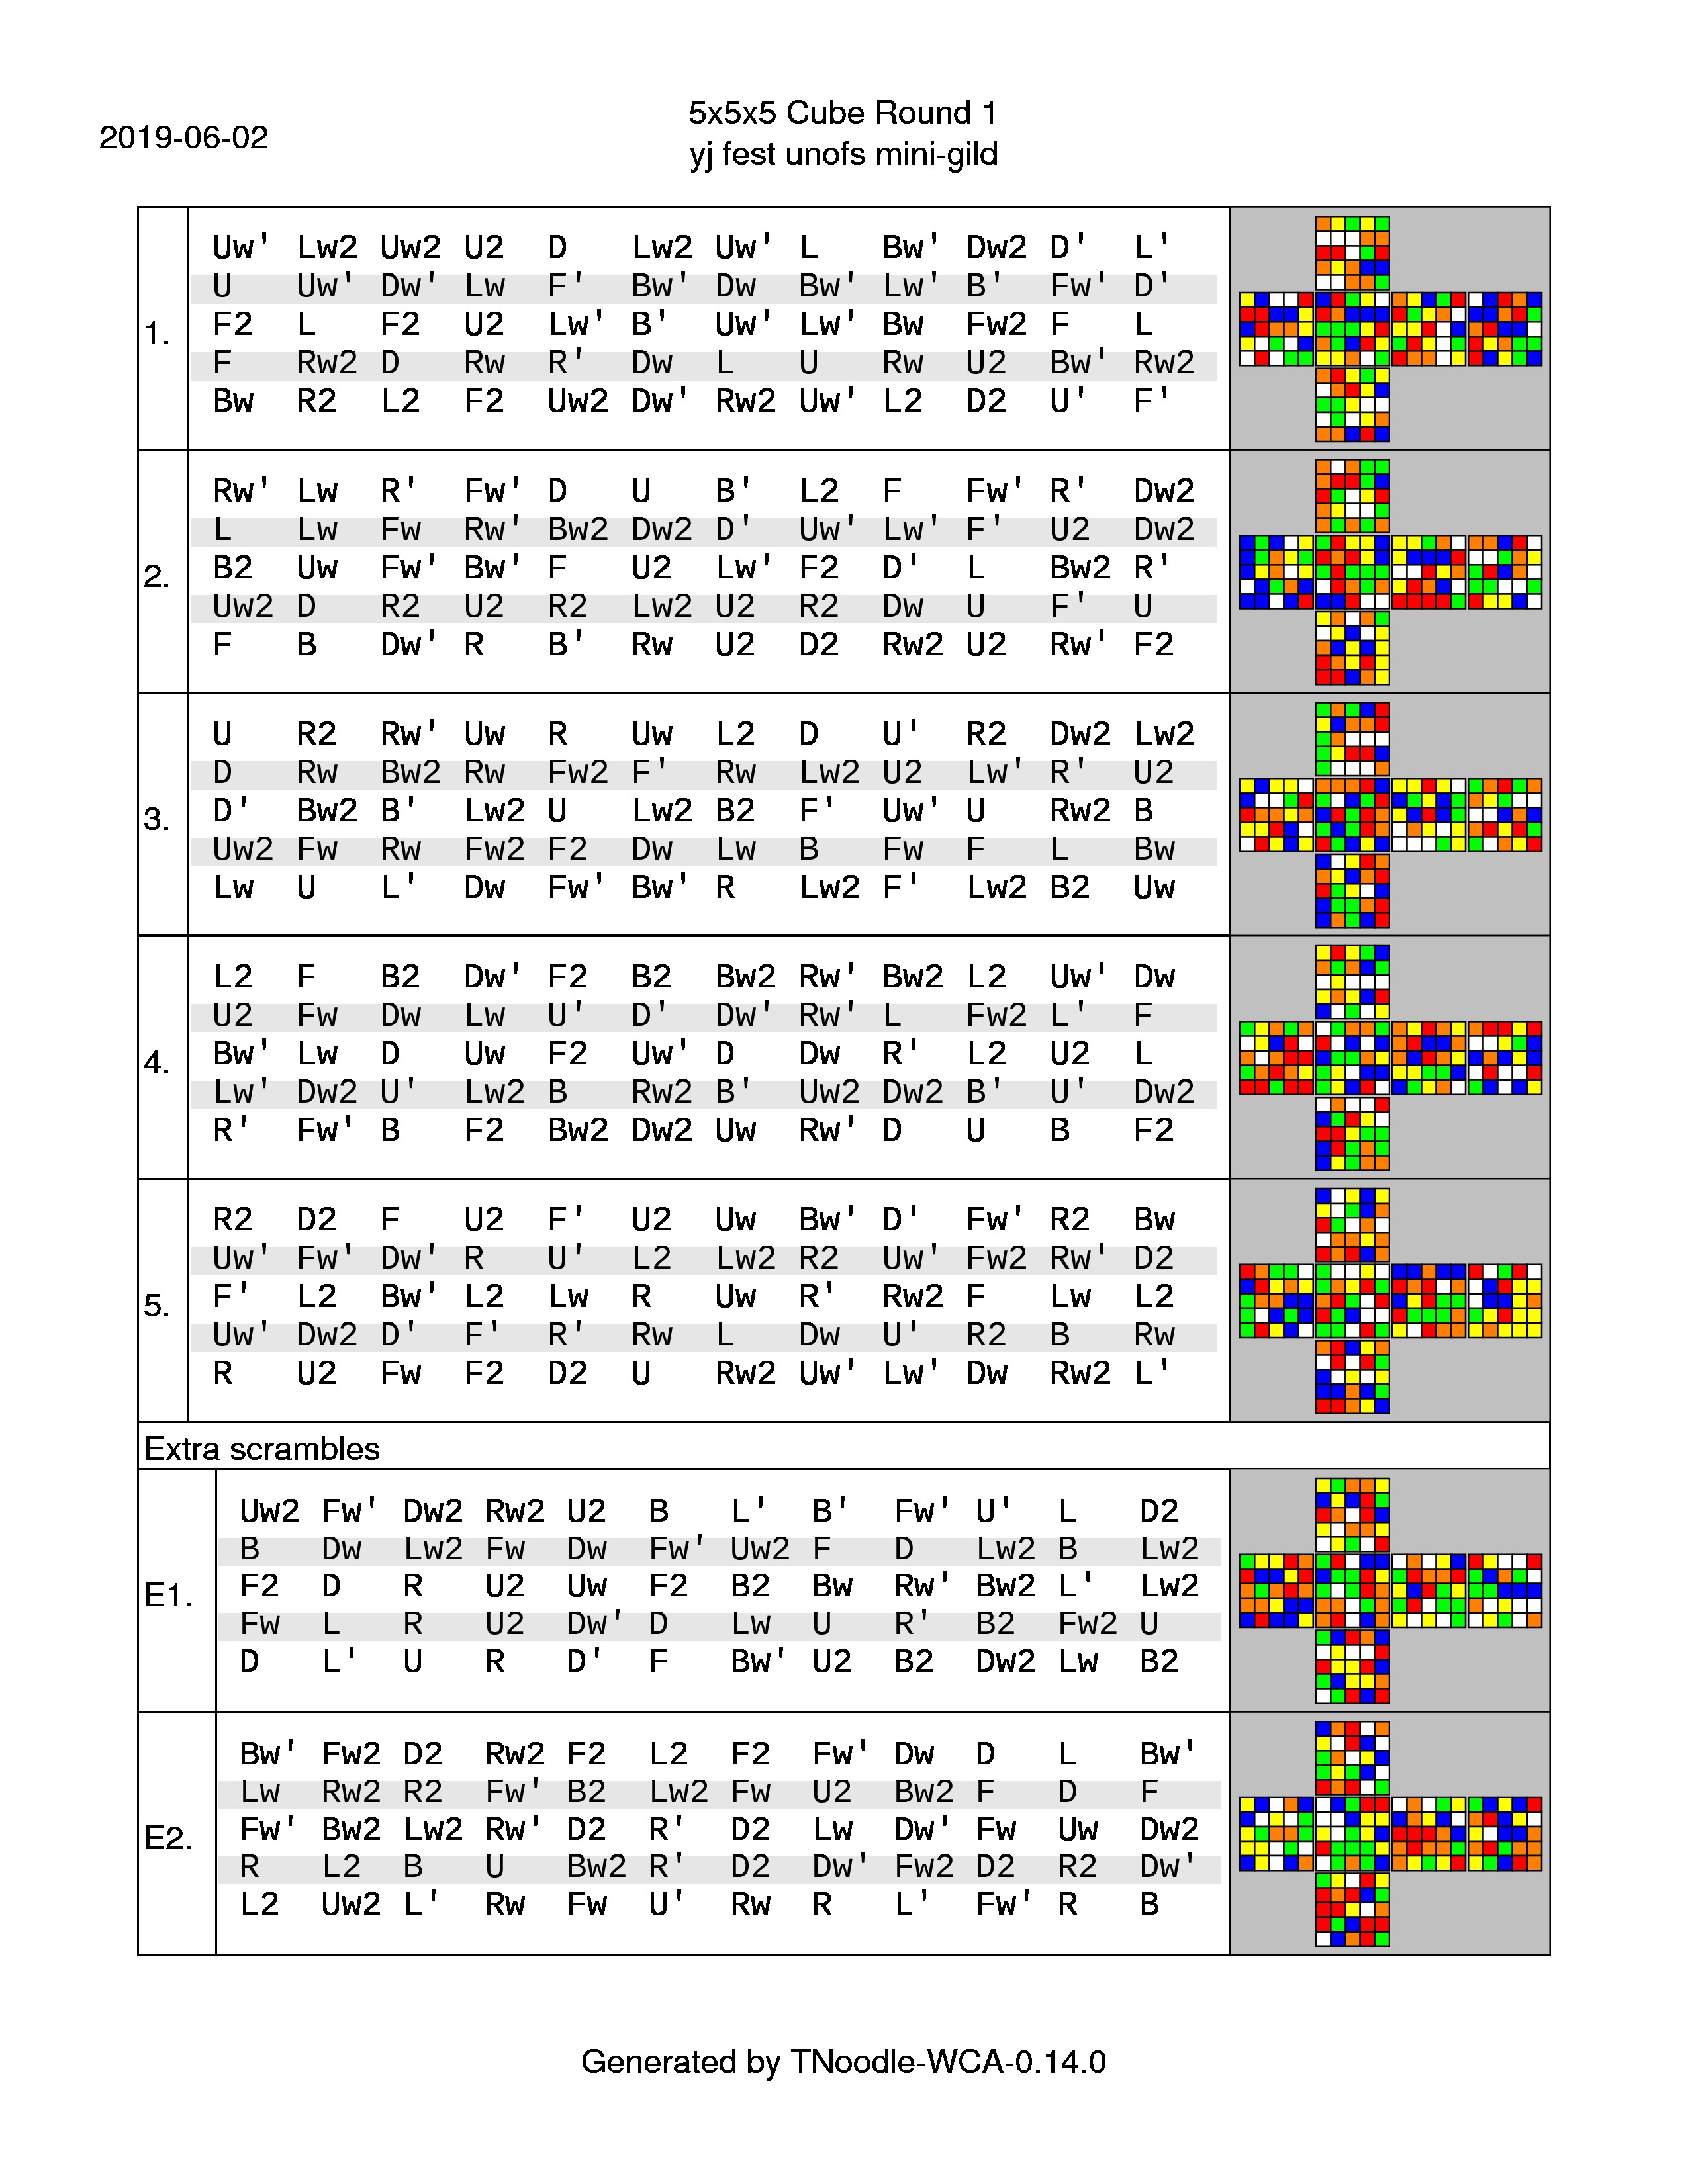 2019-06-02
5x5x5 Cube Round 1
yj fest unofs mini-gild
1.
Uw' Lw2 Uw2 U2 D Lw2 Uw' L Bw' Dw2 D' L'
U Uw' Dw' Lw F' Bw' Dw Bw' Lw' B' Fw' D'
F2 L F2 U2 Lw' B' Uw' Lw' Bw Fw2 F L
F Rw2 D Rw R' Dw L U Rw U2 Bw' Rw2
Bw R2 L2 F2 Uw2 Dw' Rw2 Uw' L2 D2 U' F'
2.
Rw' Lw R' Fw' D U B' L2 F Fw' R' Dw2
L Lw Fw Rw' Bw2 Dw2 D' Uw' Lw' F' U2 Dw2
B2 Uw Fw' Bw' F U2 Lw' F2 D' L Bw2 R'
Uw2 D R2 U2 R2 Lw2 U2 R2 Dw U F' U
F B Dw' R B' Rw U2 D2 Rw2 U2 Rw' F2
3.
U R2 Rw' Uw R Uw L2 D U' R2 Dw2 Lw2
D Rw Bw2 Rw Fw2 F' Rw Lw2 U2 Lw' R' U2
D' Bw2 B' Lw2 U Lw2 B2 F' Uw' U Rw2 B
Uw2 Fw Rw Fw2 F2 Dw Lw B Fw F L Bw
Lw U L' Dw Fw' Bw' R Lw2 F' Lw2 B2 Uw
4.
L2 F B2 Dw' F2 B2 Bw2 Rw' Bw2 L2 Uw' Dw
U2 Fw Dw Lw U' D' Dw' Rw' L Fw2 L' F
Bw' Lw D Uw F2 Uw' D Dw R' L2 U2 L
Lw' Dw2 U' Lw2 B Rw2 B' Uw2 Dw2 B' U' Dw2
R' Fw' B F2 Bw2 Dw2 Uw Rw' D U B F2
5.
R2 D2 F U2 F' U2 Uw Bw' D' Fw' R2 Bw
Uw' Fw' Dw' R U' L2 Lw2 R2 Uw' Fw2 Rw' D2
F' L2 Bw' L2 Lw R Uw R' Rw2 F Lw L2
Uw' Dw2 D' F' R' Rw L Dw U' R2 B Rw
R U2 Fw F2 D2 U Rw2 Uw' Lw' Dw Rw2 L'
Extra scrambles
E1.
Uw2 Fw' Dw2 Rw2 U2 B L' B' Fw' U' L D2
B Dw Lw2 Fw Dw Fw' Uw2 F D Lw2 B Lw2
F2 D R U2 Uw F2 B2 Bw Rw' Bw2 L' Lw2
Fw L R U2 Dw' D Lw U R' B2 Fw2 U
D L' U R D' F Bw' U2 B2 Dw2 Lw B2
E2.
Bw' Fw2 D2 Rw2 F2 L2 F2 Fw' Dw D L Bw'
Lw Rw2 R2 Fw' B2 Lw2 Fw U2 Bw2 F D F
Fw' Bw2 Lw2 Rw' D2 R' D2 Lw Dw' Fw Uw Dw2
R L2 B U Bw2 R' D2 Dw' Fw2 D2 R2 Dw'
L2 Uw2 L' Rw Fw U' Rw R L' Fw' R B
Generated by TNoodle-WCA-0.14.0